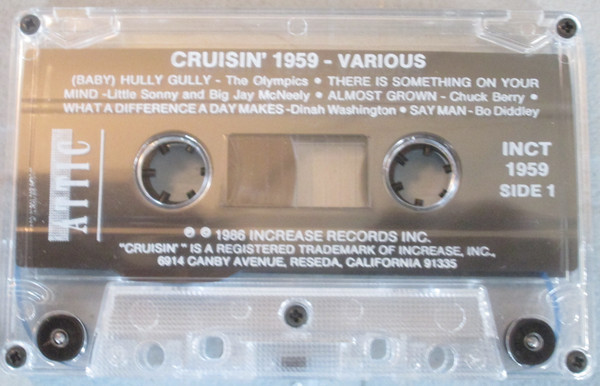 CRUISIN' 1959 - VARIOUS
(BABY) HULLY GULLY - The Olympics • THERE IS SOMETHING ON YOUR
MIND -Little Sonny and Big Jay McNeely • ALMOST GROWN - Chuck Berry •
WHAT A DIFFERENCE A DAY MAKES -Dinah Washington • SAY MAN - Bo Diddley
ATTIC
INCT
1959
SIDE 1
℗ © 1986 INCREASE RECORDS INC.
"CRUISIN'" IS A REGISTERED TRADEMARK OF INCREASE, INC.,
6914 CANBY AVENUE, RESEDA, CALIFORNIA 91335